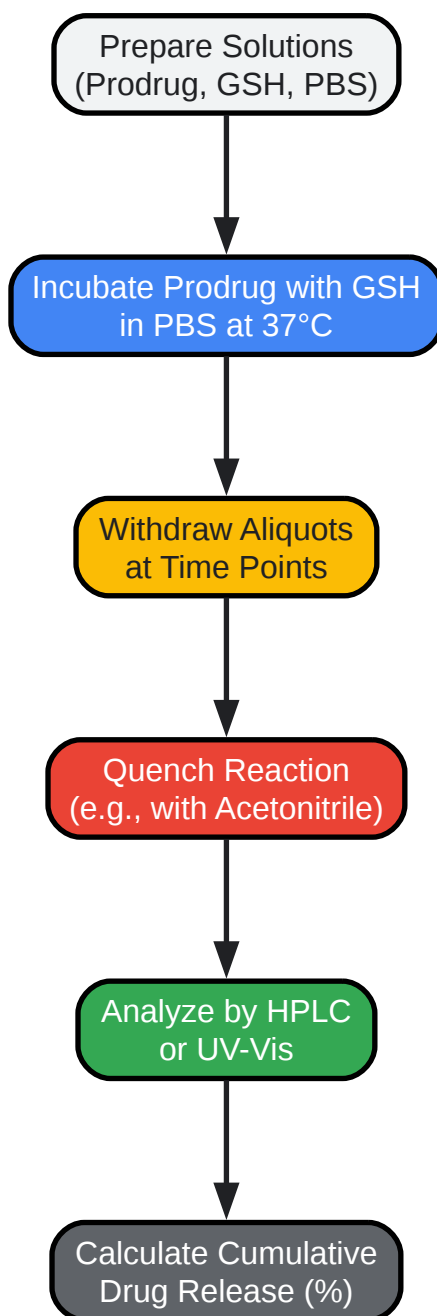 Prepare Solutions
(Prodrug, GSH, PBS)
Incubate Prodrug with GSH
in PBS at 37°C
Withdraw Aliquots
at Time Points
Quench Reaction
(e.g., with Acetonitrile)
Analyze by HPLC
or UV-Vis
Calculate Cumulative
Drug Release (%)